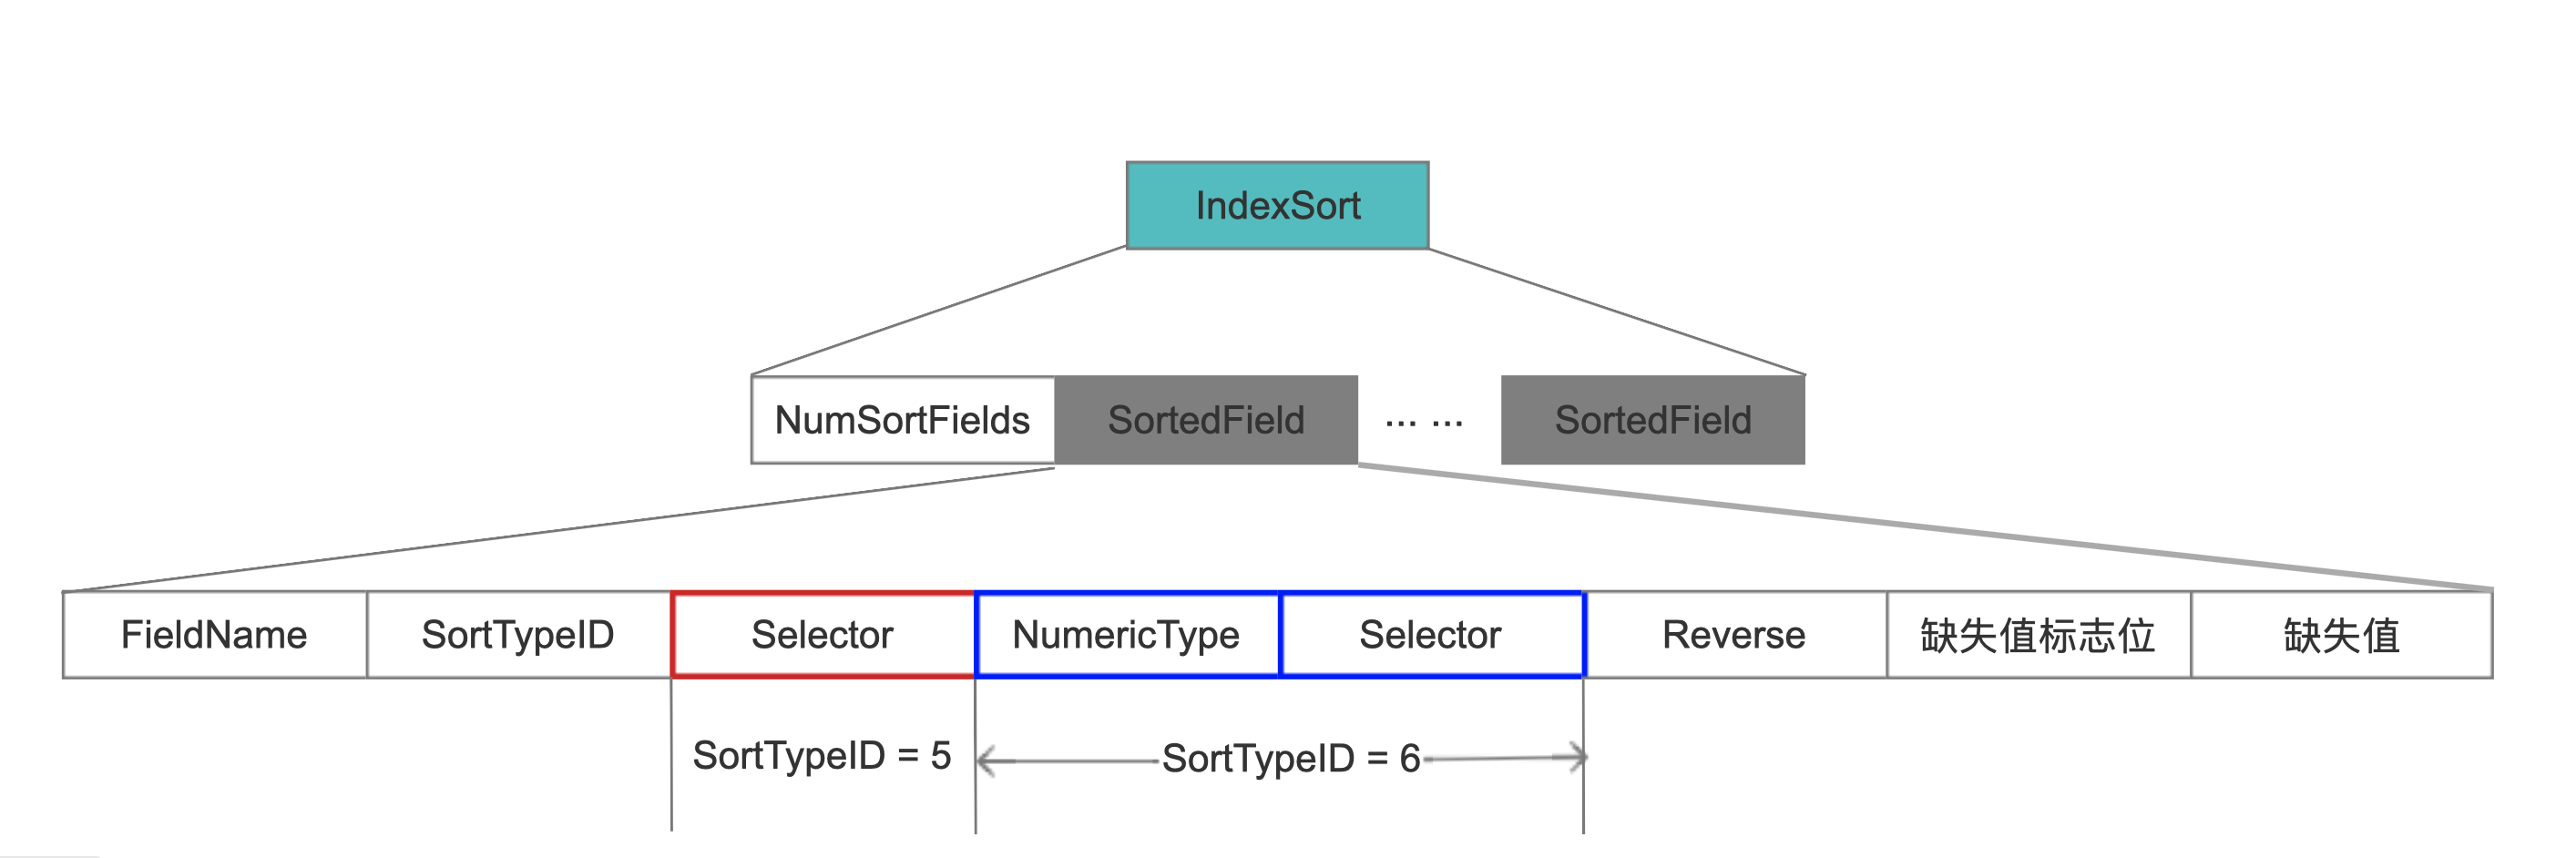 IndexSort
NumSortFields SortedField ... ... SortedField
FieldName SortTypeID Selector NumericType Selector Reverse 缺失值标志位 缺失值
SortTypeID = 5 SortTypeID = 6